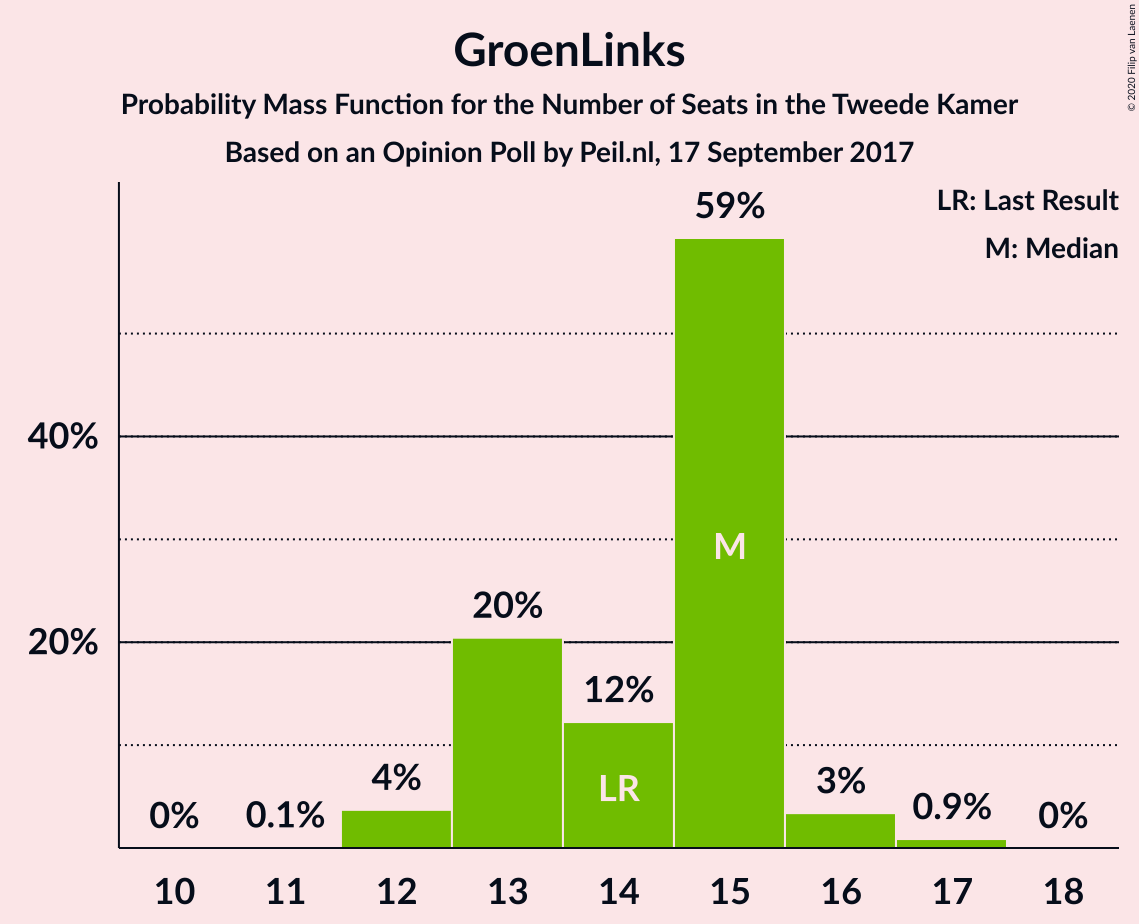 GroenLinks
Probability Mass Function for the Number of Seats in the Tweede Kamer
Based on an Opinion Poll by Peil.nl, 17 September 2017
© 2020 Filip van Laenen
LR: Last Result
M: Median
59%
40%
M
20%
20%
12%
LR
4%
3%
0%
0.1%
0.9%
0%
10 11 12 13 14 15 16 17 18